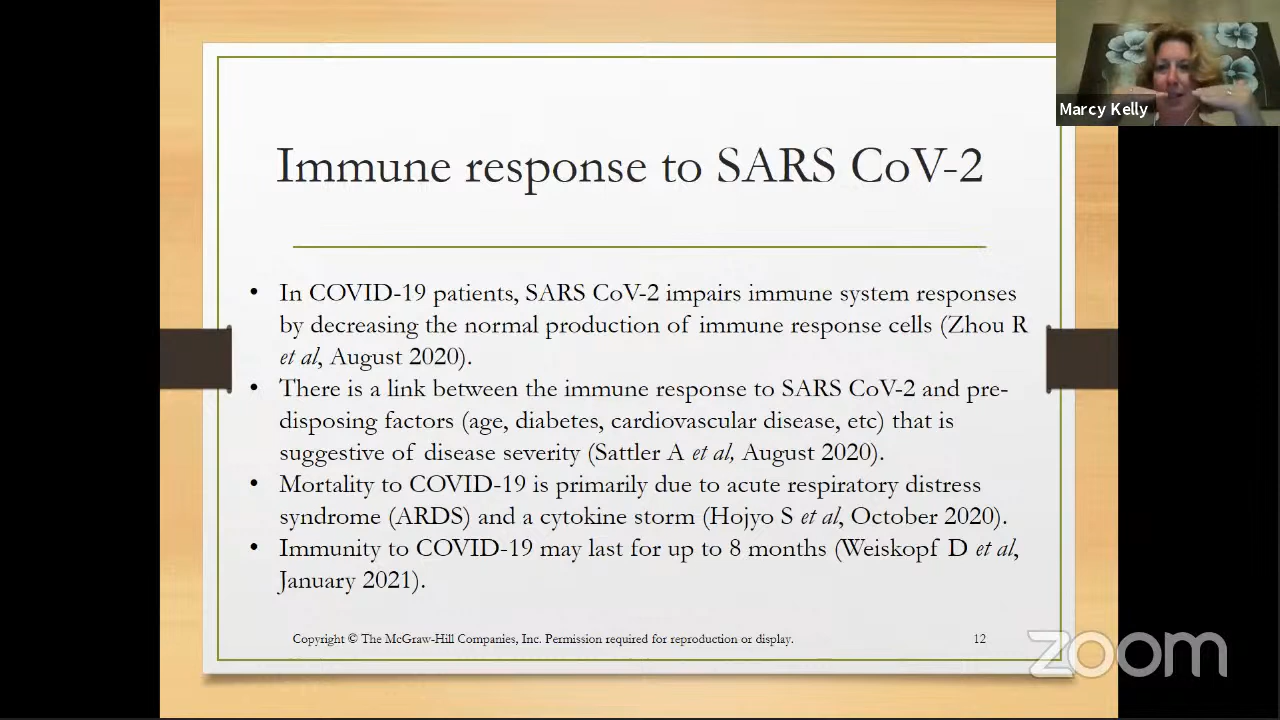 Marcy Kelly
Immune response to SARS CoV-2
• In COVID-19 patients, SARS CoV-2 impairs immune system responses
by decreasing the normal production of immune response cells (Zhou R
et al, August 2020).
• There is a link between the immune response to SARS CoV-2 and pre-
disposing factors (age, diabetes, cardiovascular disease, etc) that is
suggestive of disease severity (Sattler A et al, August 2020).
• Mortality to COVID-19 is primarily due to acute respiratory distress
syndrome (ARDS) and a cytokine storm (Hojyo S et al, October 2020).
• Immunity to COVID-19 may last for up to 8 months (Weiskopf D et al,
January 2021).
Copyright © The McGraw-Hill Companies, Inc. Permission required for reproduction or display.
12
zoom